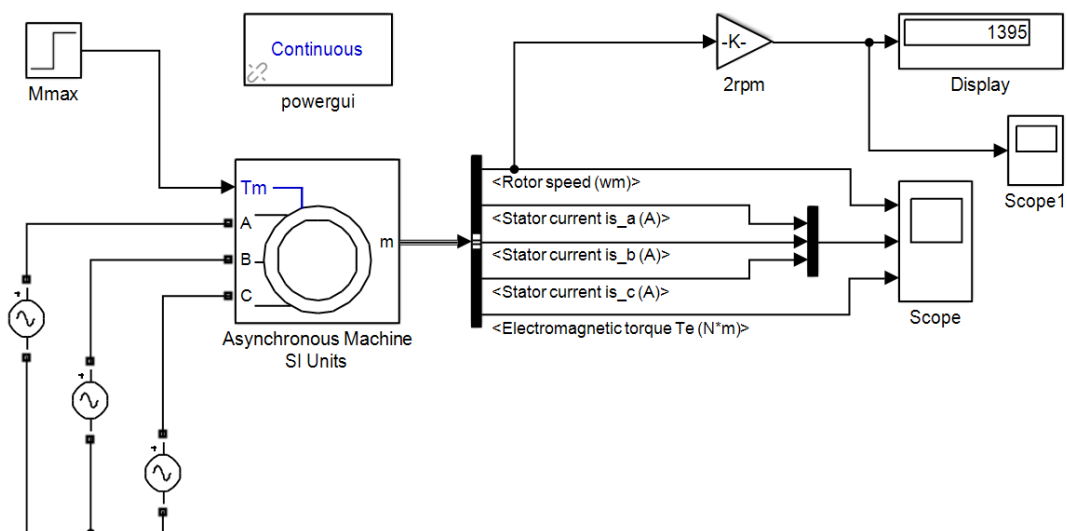 Mmax
Continuous
powergui
-K-
2rpm
1395
Display
Scope1
Tm
A
B
C
m
Asynchronous Machine
SI Units
<Rotor speed (wm)>
<Stator current is_a (A)>
<Stator current is_b (A)>
<Stator current is_c (A)>
<Electromagnetic torque Te (N*m)>
Scope
+
+
+